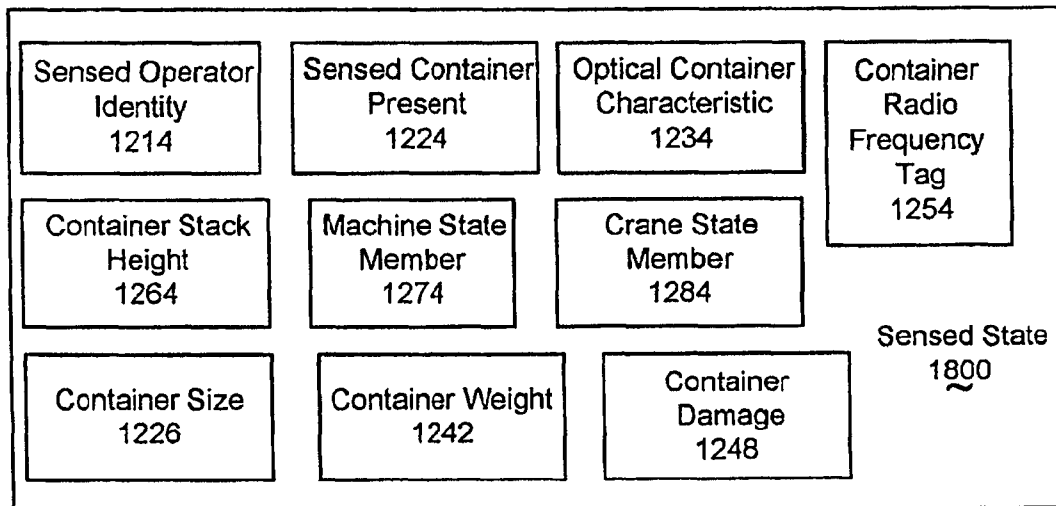 Sensed Operator
Identity
1214
Sensed Container
Present
1224
Optical Container
Characteristic
1234
Container
Radio
Frequency
Tag
1254
Container Stack
Height
1264
Machine State
Member
1274
Crane State
Member
1284
Sensed State
1800
Container Size
1226
Container Weight
1242
Container
Damage
1248